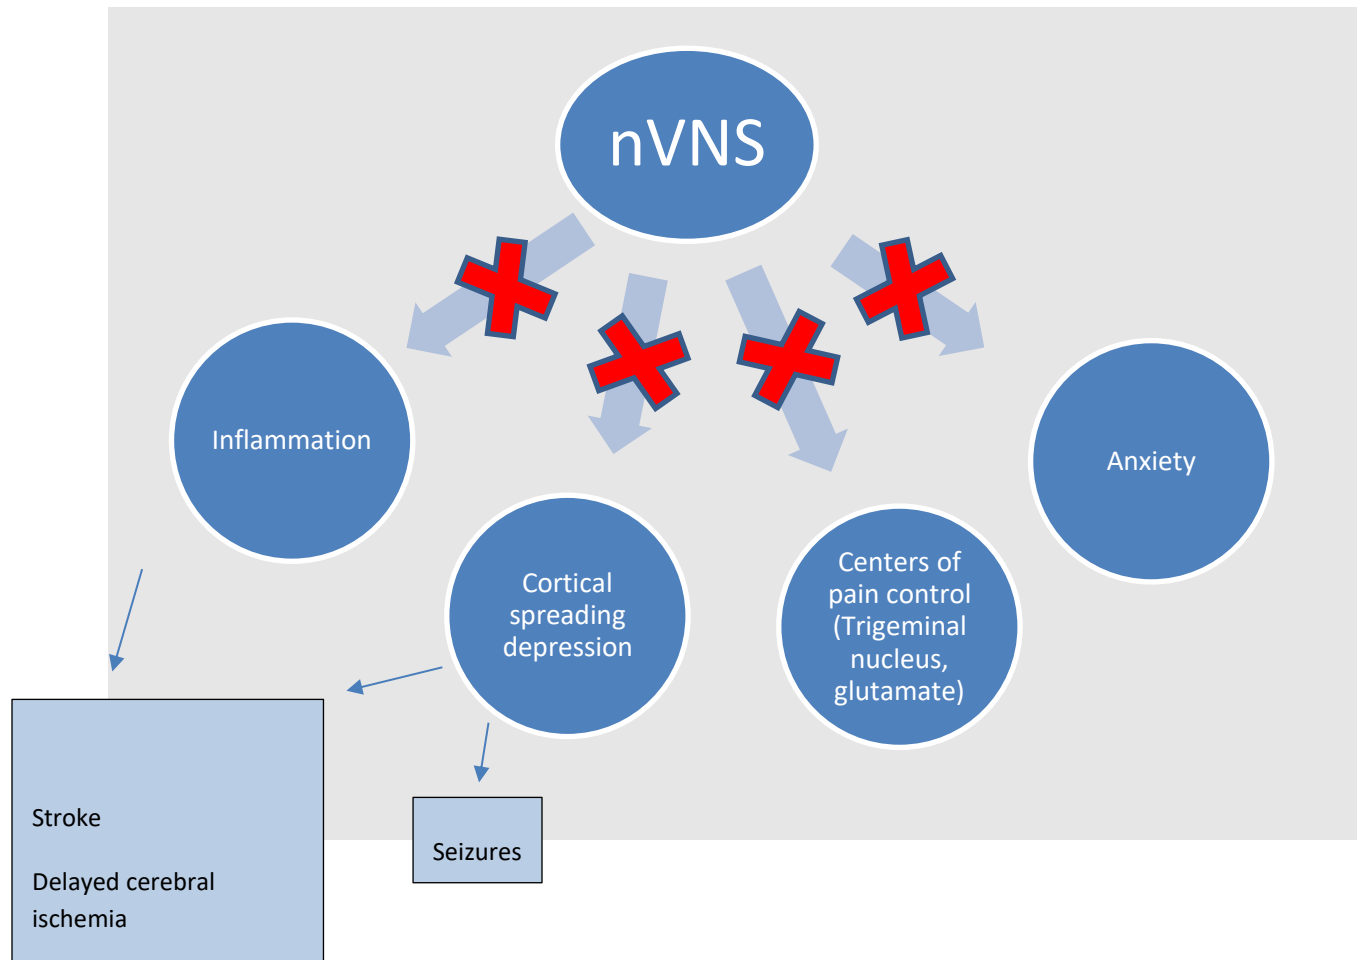 nVNS
Inflammation
Anxiety
Cortical
spreading
depression
Centers of
pain control
(Trigeminal
nucleus,
glutamate)
Stroke
Delayed cerebral
ischemia
Seizures